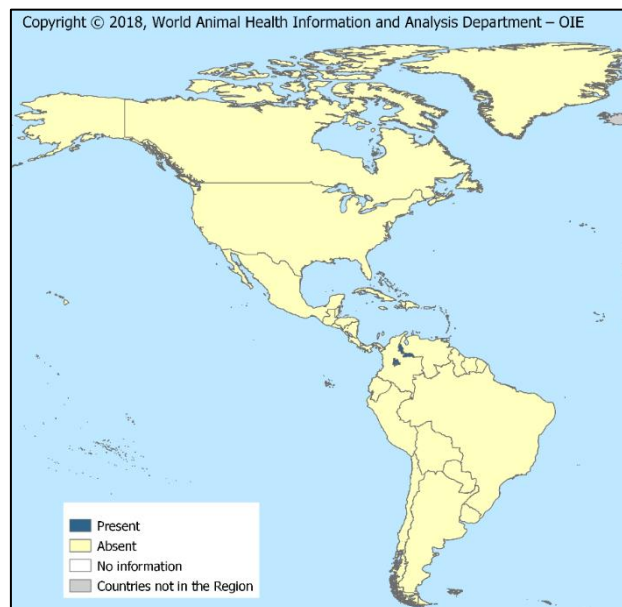 Copyright © 2018, World Animal Health Information and Analysis Department – OIE
Present
Absent
No information
Countries not in the Region